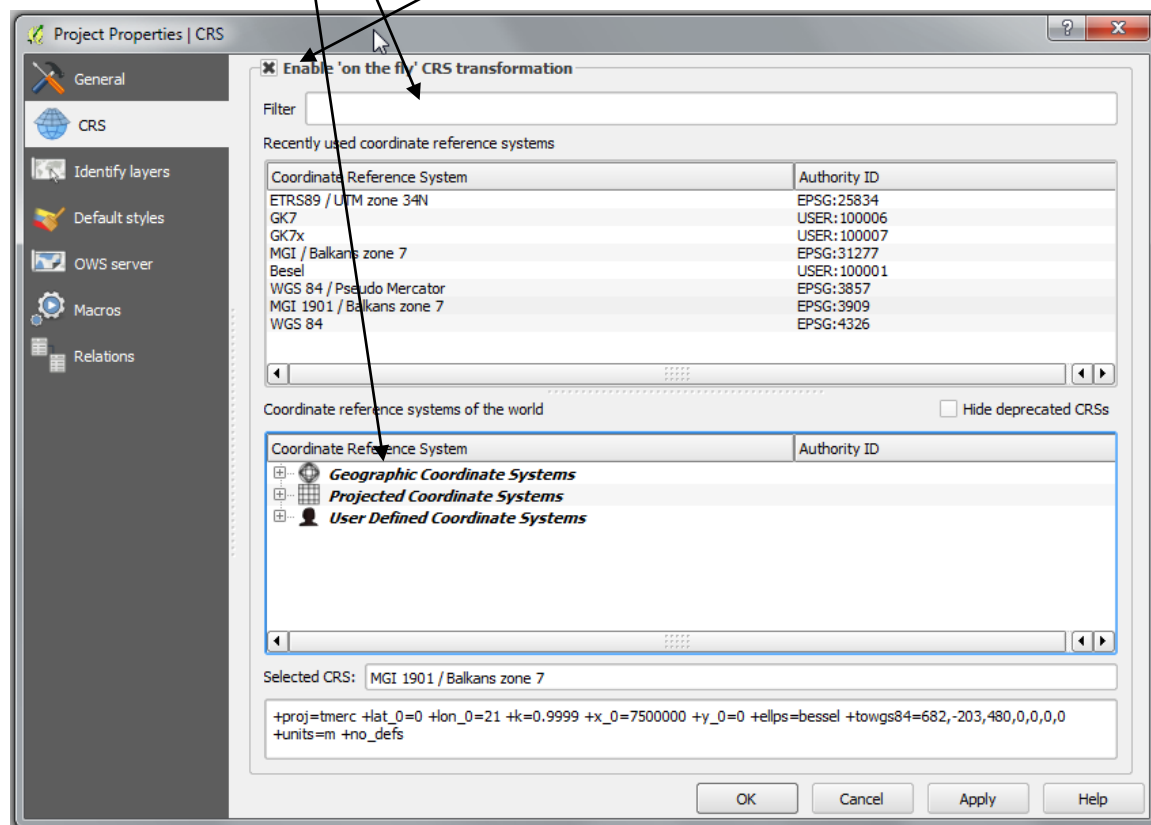 Project Properties | CRS
General
CRS
Identify layers
Default styles
OWS server
Macros
Relations
Enable 'on the fly' CRS transformation
Filter
Recently used coordinate reference systems
Coordinate Reference System Authority ID
ETRS89 / UTM zone 34N EPSG:25834
GK7 USER:100006
GK7x USER:100007
MGI / Balkans zone 7 EPSG:31277
Besel USER:100001
WGS 84 / Pseudo Mercator EPSG:3857
MGI 1901 / Balkans zone 7 EPSG:3909
WGS 84 EPSG:4326
Coordinate reference systems of the world Hide deprecated CRSs
Coordinate Reference System Authority ID
Geographic Coordinate Systems
Projected Coordinate Systems
User Defined Coordinate Systems
Selected CRS: MGI 1901 / Balkans zone 7
+proj=tmerc +lat_0=0 +lon_0=21 +k=0.9999 +x_0=7500000 +y_0=0 +ellps=bessel +towgs84=682,-203,480,0,0,0,0
+units=m +no_defs
OK Cancel Apply Help